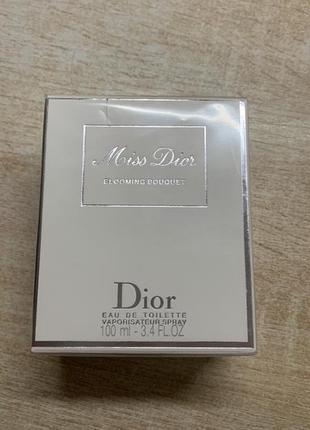 Miss Dior
BLOOMING BOUQUET
Dior
EAU DE TOILETTE
VAPORISATEUR SPRAY
100 ml - 3.4 FL.OZ